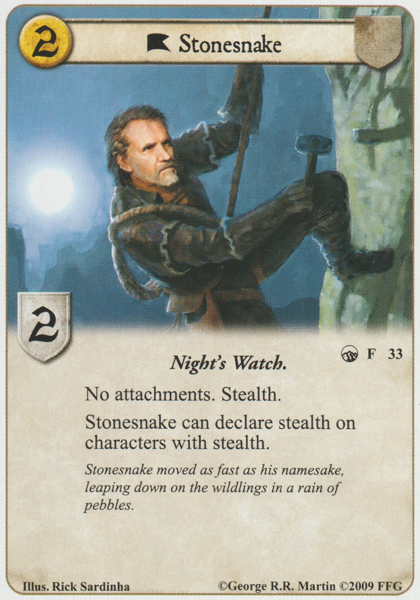 2
Stonesnake
2
Night's Watch.
F 33
No attachments. Stealth.
Stonesnake can declare stealth on
characters with stealth.
Stonesnake moved as fast as his namesake,
leaping down on the wildlings in a rain of
pebbles.
Illus. Rick Sardinha
©George R.R. Martin ©2009 FFG